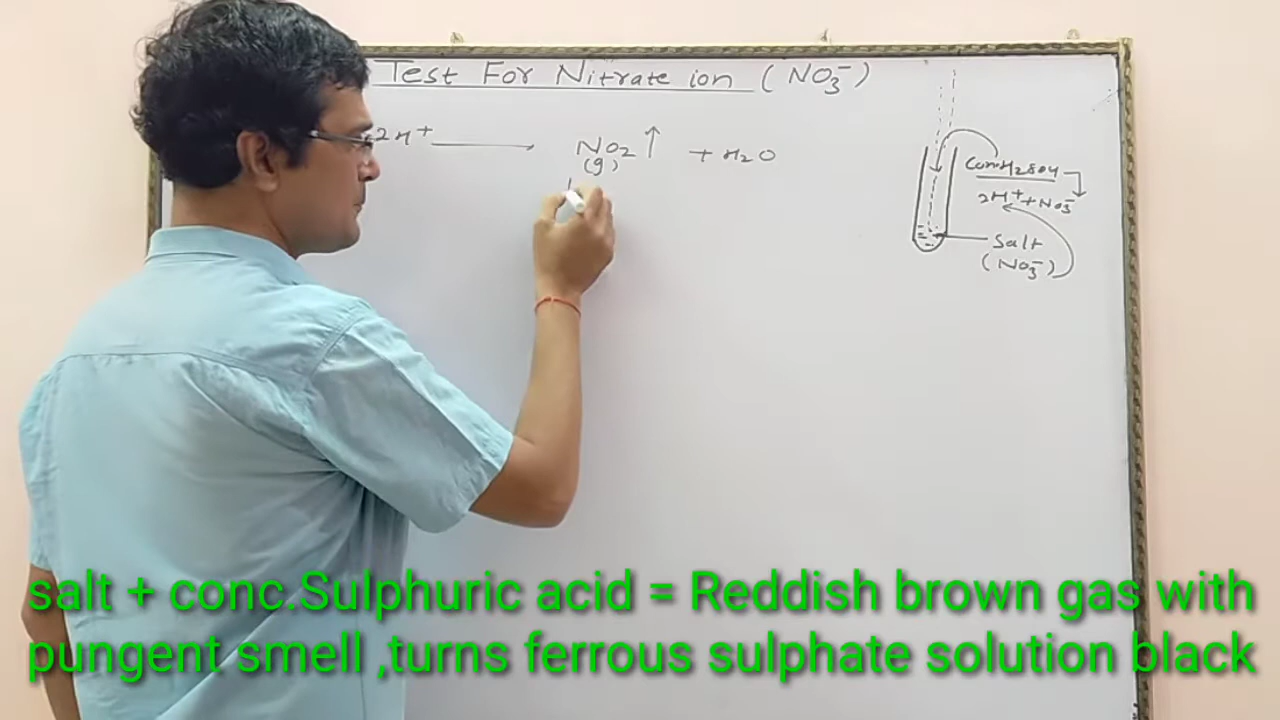 Test For Nitrate ion (NO₃⁻)
2H⁺ ⟶ NO₂↑ + H₂O
(g)
Conc H₂SO₄
2H⁺ + NO₃⁻
Salt
(NO₃⁻)
salt + conc.Sulphuric acid = Reddish brown gas with
pungent smell ,turns ferrous sulphate solution black